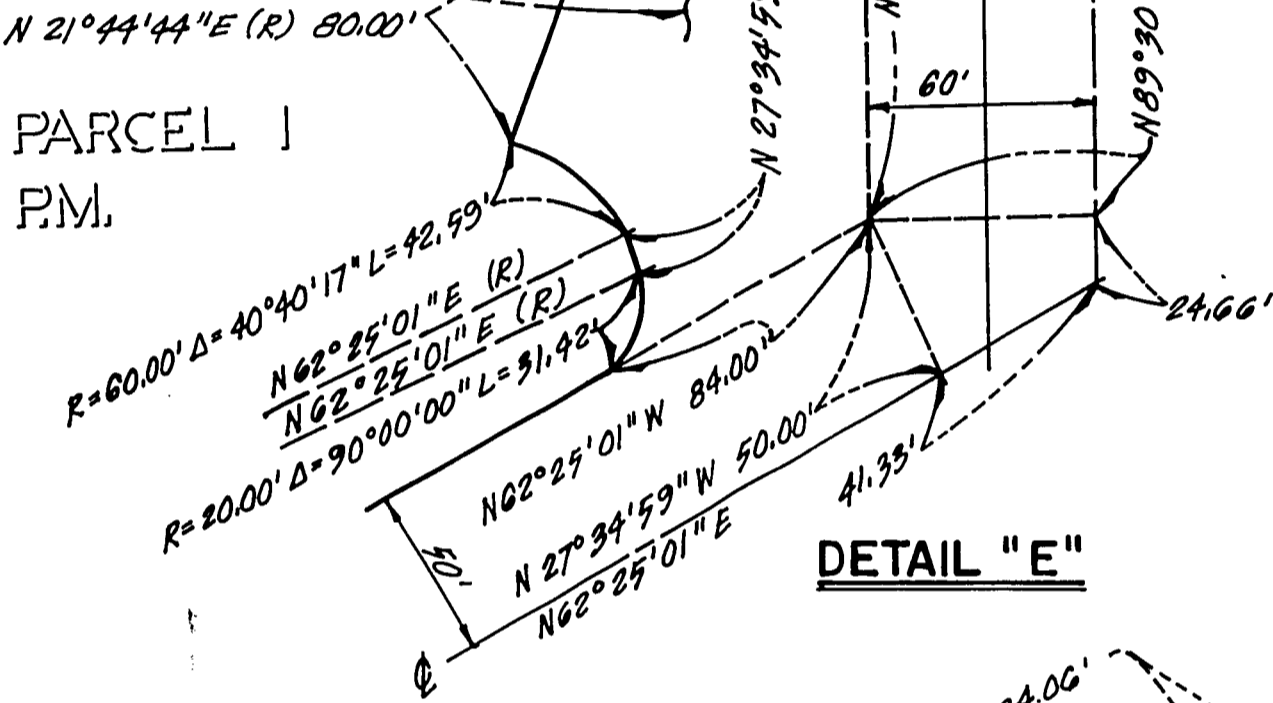 N 21°44'44"E (R) 80.00'
PARCEL 1
P.M.
N 27°34'5
N
60'
N89°30
R=60.00' Δ=40°40'17" L=42.59'
N62°25'01"E (R)
N62°25'01"E (R)
R=20.00' Δ=90°00'00" L=31.42'
24.66'
N62°25'01"W 84.00'
N 27°34'59"W 50.00'
N62°25'01"E
41.33'
50'
℄
DETAIL "E"
4.06'